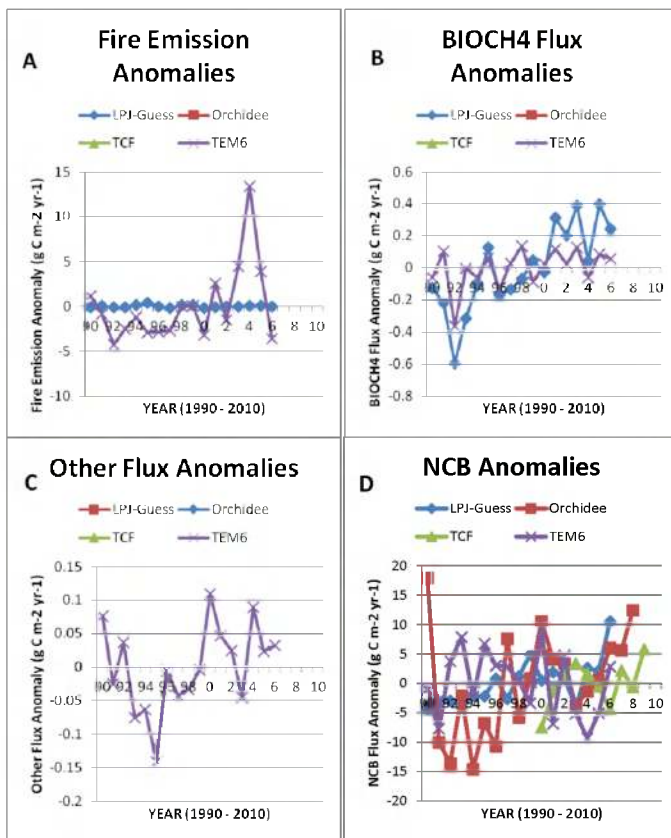 A
Fire Emission
Anomalies
LPJ-Guess
Orchidee
TCF
TEM6
Fire Emission Anomaly (g C m-2 yr-1)
15
10
5
0
-5
-10
90 92 94 96 98 0 2 4 6 8 10
YEAR (1990 - 2010)
B
BIOCH4 Flux
Anomalies
LPJ-Guess
Orchidee
TCF
TEM6
BIOCH4 Flux Anomaly (g C m-2 yr-1)
0.6
0.4
0.2
0
-0.2
-0.4
-0.6
-0.8
90 92 94 96 98 0 2 4 6 8 10
YEAR (1990 - 2010)
C
Other Flux Anomalies
LPJ-Guess
Orchidee
TCF
TEM6
Other Flux Anomaly (g C m-2 yr-1)
0.15
0.1
0.05
0
-0.05
-0.1
-0.15
-0.2
90 92 94 96 98 0 2 4 6 8 10
YEAR (1990 - 2010)
D
NCB Anomalies
LPJ-Guess
Orchidee
TCF
TEM6
NCB Flux Anomaly (g C m-2 yr-1)
20
15
10
5
0
-5
-10
-15
-20
90 92 94 96 98 0 2 4 6 8 10
YEAR (1990 - 2010)